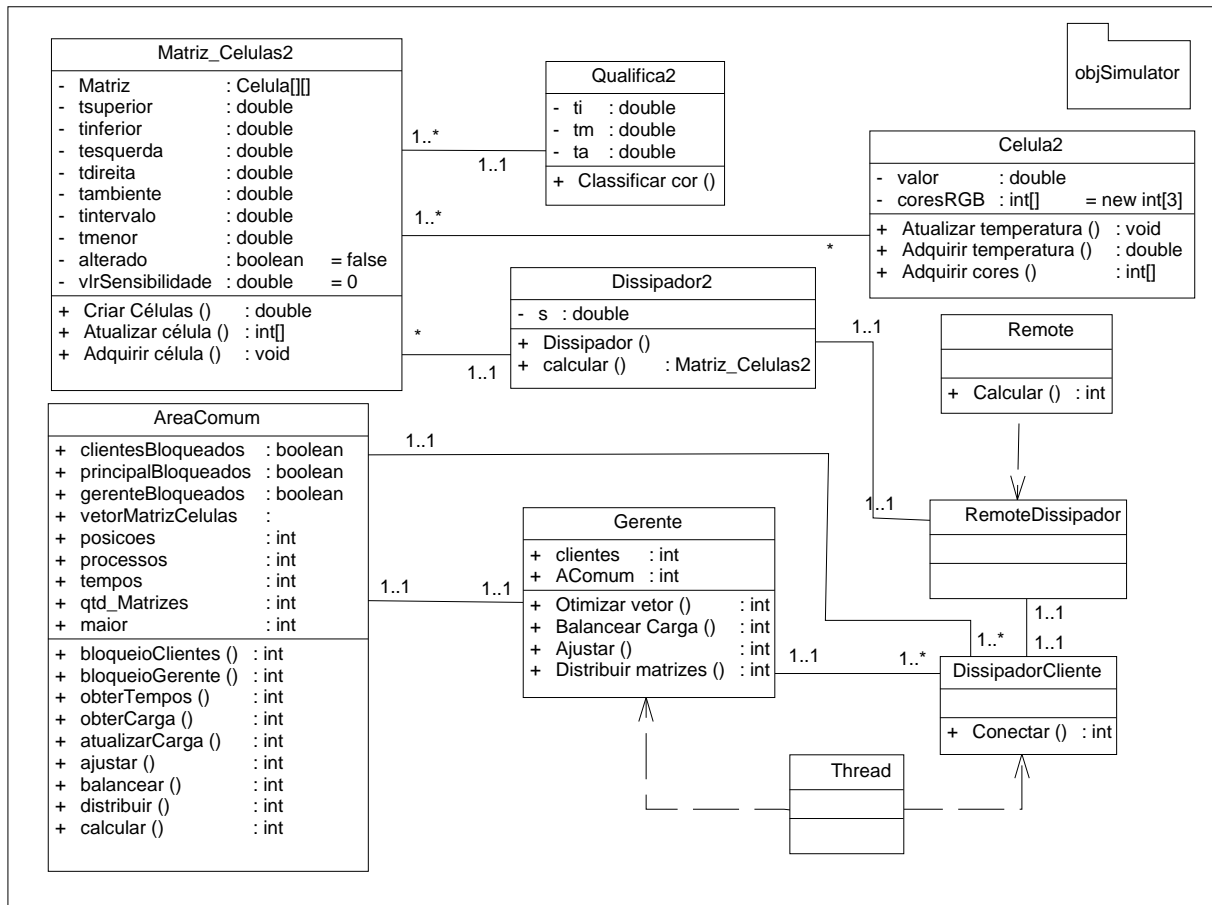 Matriz_Celulas2
- Matriz : Celula[][]
- tsuperior : double
- tinferior : double
- tesquerda : double
- tdireita : double
- tambiente : double
- tintervalo : double
- tmenor : double
- alterado : boolean = false
- vlrSensibilidade : double = 0
+ Criar Células () : double
+ Atualizar célula () : int[]
+ Adquirir célula () : void
1..*
1..1
Qualifica2
- ti : double
- tm : double
- ta : double
+ Classificar cor ()
objSimulator
1..*
*
Celula2
- valor : double
- coresRGB : int[] = new int[3]
+ Atualizar temperatura () : void
+ Adquirir temperatura () : double
+ Adquirir cores () : int[]
*
1..1
Dissipador2
- s : double
+ Dissipador ()
+ calcular () : Matriz_Celulas2
1..1
1..1
Remote
+ Calcular () : int
AreaComum
+ clientesBloqueados : boolean
+ principalBloqueados : boolean
+ gerenteBloqueados : boolean
+ vetorMatrizCelulas :
+ posicoes : int
+ processos : int
+ tempos : int
+ qtd_Matrizes : int
+ maior : int
+ bloqueioClientes () : int
+ bloqueioGerente () : int
+ obterTempos () : int
+ obterCarga () : int
+ atualizarCarga () : int
+ ajustar () : int
+ balancear () : int
+ distribuir () : int
+ calcular () : int
1..1
1..*
1..1
1..1
Gerente
+ clientes : int
+ AComum : int
+ Otimizar vetor () : int
+ Balancear Carga () : int
+ Ajustar () : int
+ Distribuir matrizes () : int
1..1
1..*
RemoteDissipador
1..1
1..1
DissipadorCliente
+ Conectar () : int
Thread